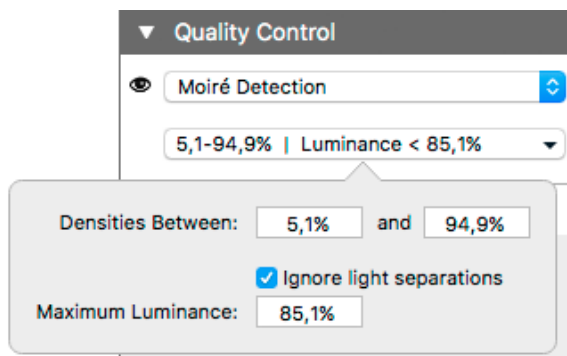 Quality Control
Moiré Detection
5,1-94,9% | Luminance < 85,1%
Densities Between: 5,1% and 94,9%
Ignore light separations
Maximum Luminance: 85,1%